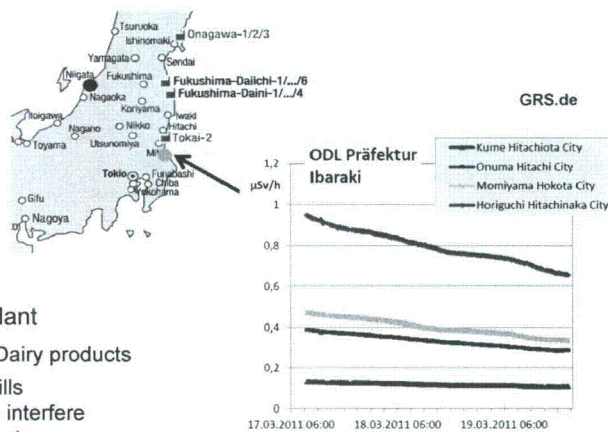 Tsuruoka
Ishinomaki
Onagawa-1/2/3
Yamagata
Sendai
Niigata
Fukushima
Fukushima-Daiichi-1/.../6
Fukushima-Daini-1/.../4
Nagaoka
Koriyama
Iwaki
Itoigawa
Nikko
Hitachi
Nagano
Tokai-2
Toyama
Utsunomiya
Mit
Tokio
Funabashi
Chiba
Yokohama
Gifu
Nagoya
GRS.de
ODL Präfektur
Ibaraki
Kume Hitachiota City
Onuma Hitachi City
Momiyama Hokota City
Horiguchi Hitachinaka City
µSv/h
1,2
1
0,8
0,6
0,4
0,2
0
17.03.2011 06:00 18.03.2011 06:00 19.03.2011 06:00
lant
Dairy products
ills
interfere